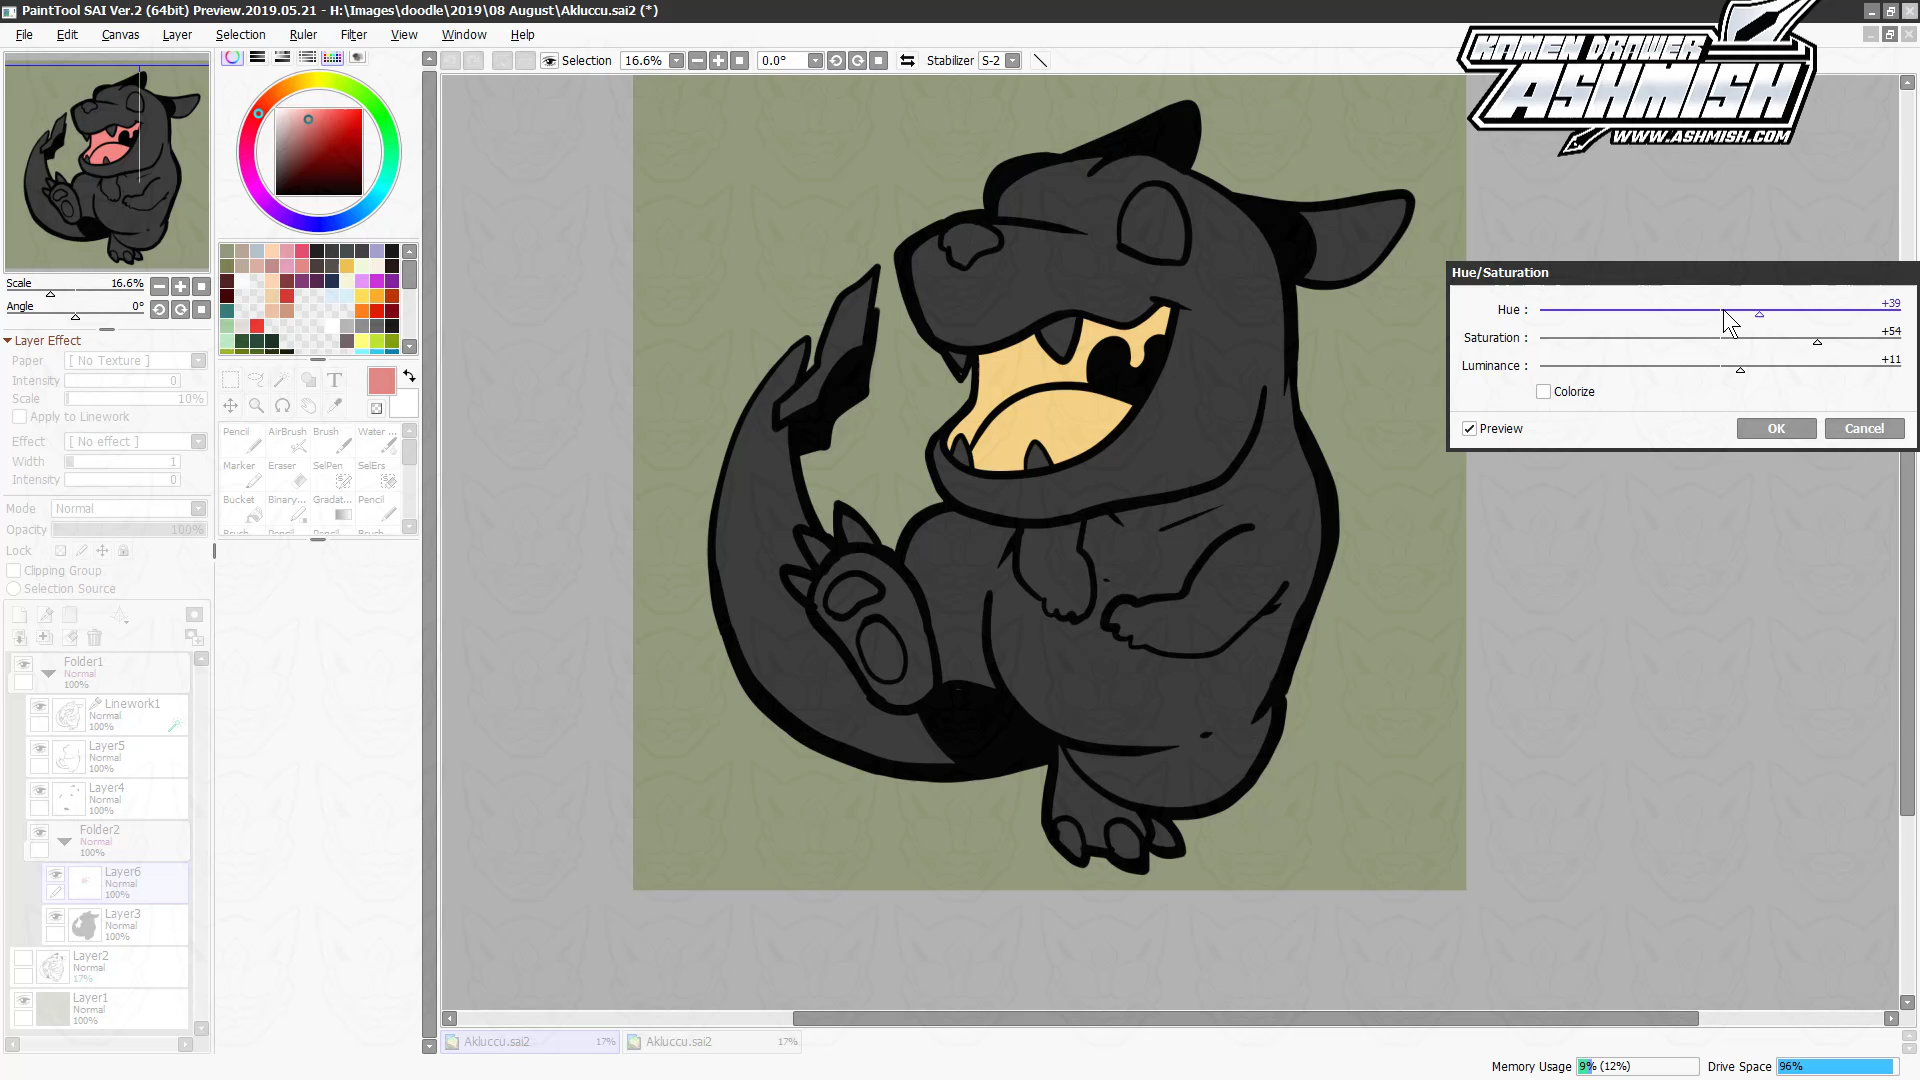 PaintTool SAI Ver.2 (64bit) Preview.2019.05.21 - H:\Images\doodle\2019\08 August\Akluccu.sai2 (*)
File Edit Canvas Layer Selection Ruler Filter View Window Help
KAMEN DRAWER
ASHMISH
WWW.ASHMISH.COM
Selection 16.6% 0.0° Stabilizer S-2
Scale 16.6%
Angle 0°
Layer Effect
Paper [ No Texture ]
Intensity 0
Scale 10%
Apply to Linework
Effect [ No effect ]
Width 1
Intensity 0
Mode Normal
Opacity 100%
Lock
Clipping Group
Selection Source
T
Pencil AirBrush Brush Water ...
Marker Eraser SelPen SelErs
Bucket Binary... Gradat... Pencil
Brush Pencil Pencil Brush
Folder1
Normal
100%
Linework1
Normal
100%
Layer5
Normal
100%
Layer4
Normal
100%
Folder2
Normal
100%
Layer6
Normal
100%
Layer3
Normal
100%
Layer2
Normal
17%
Layer1
Normal
100%
Hue/Saturation
Hue : +39
Saturation : +54
Luminance : +11
Colorize
Preview OK Cancel
Akluccu.sai2 17% Akluccu.sai2 17%
Memory Usage 9% (12%) Drive Space 96%